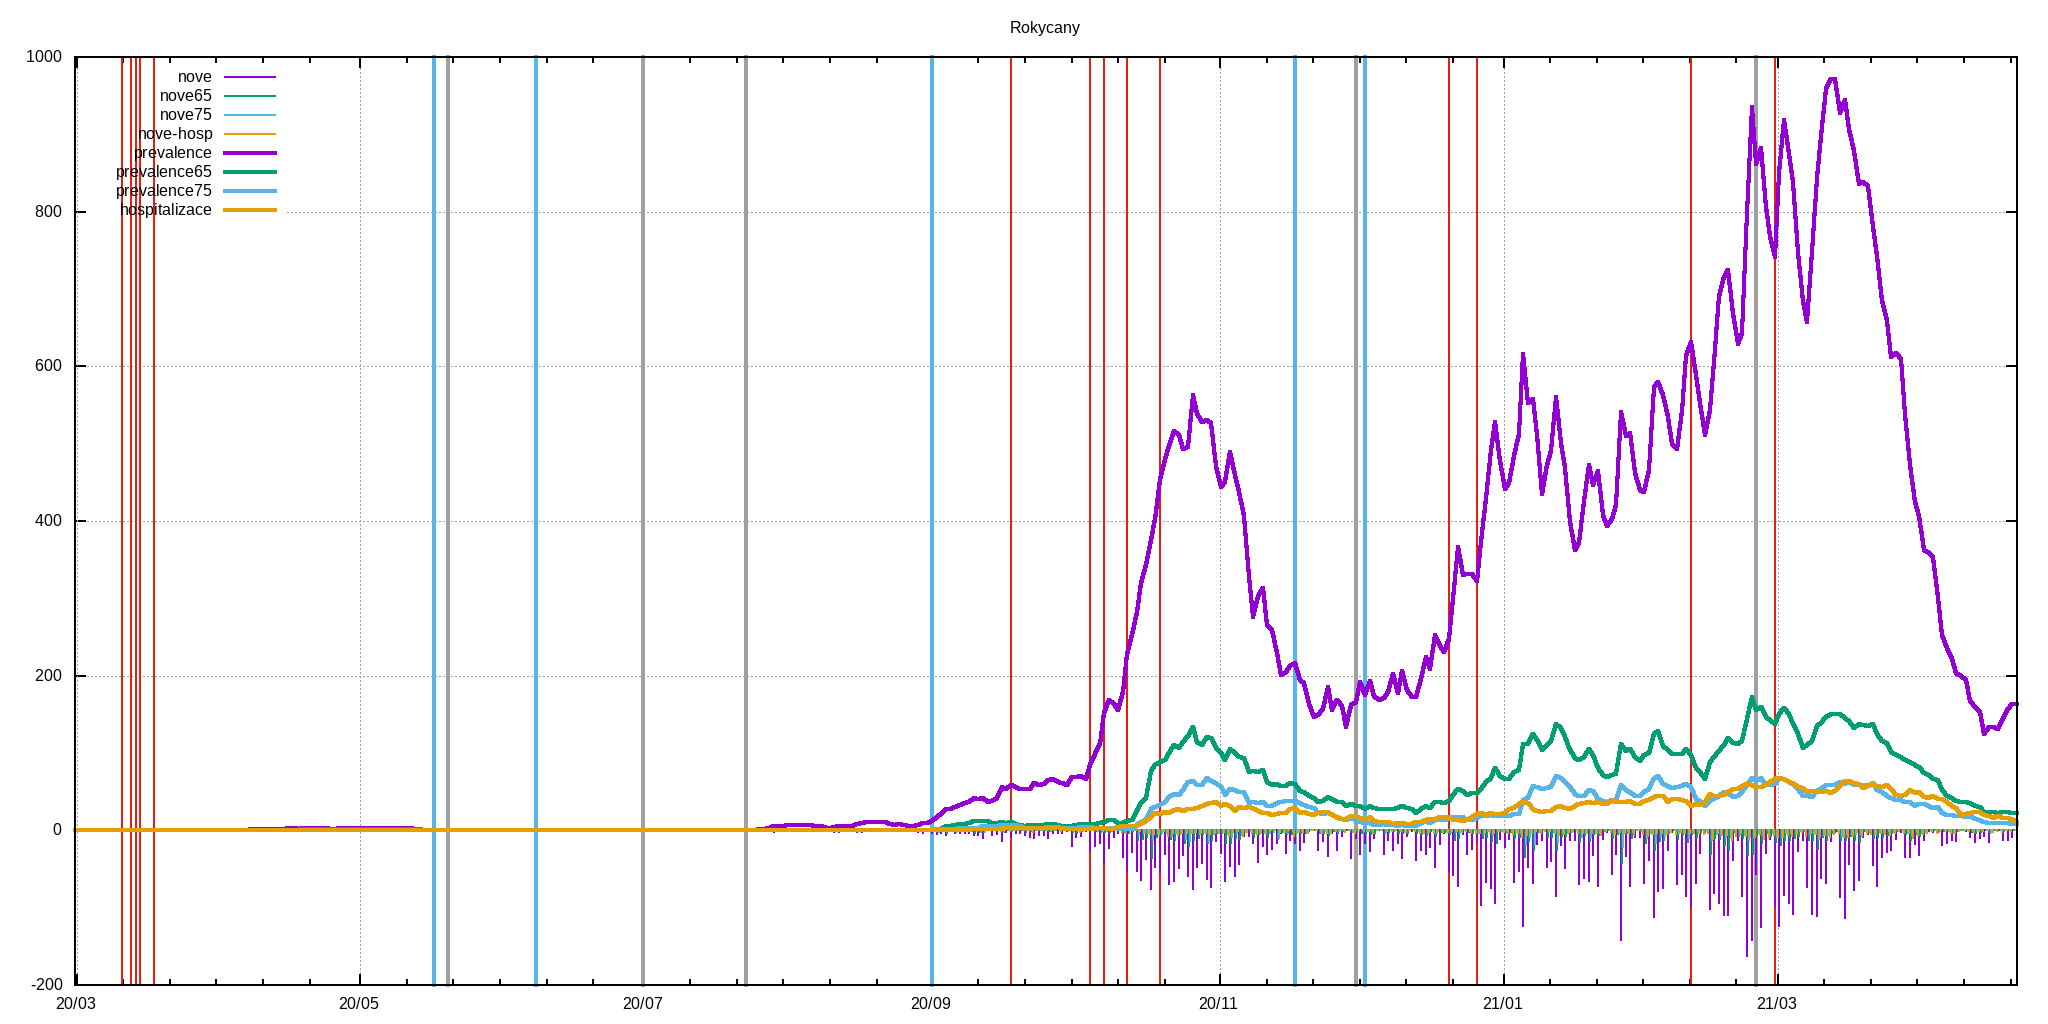 Rokycany
1000
nove
nove65
nove75
nove-hosp
prevalence
prevalence65
prevalence75
hospitalizace
800
600
400
200
0
-200
20/03 20/05 20/07 20/09 20/11 21/01 21/03